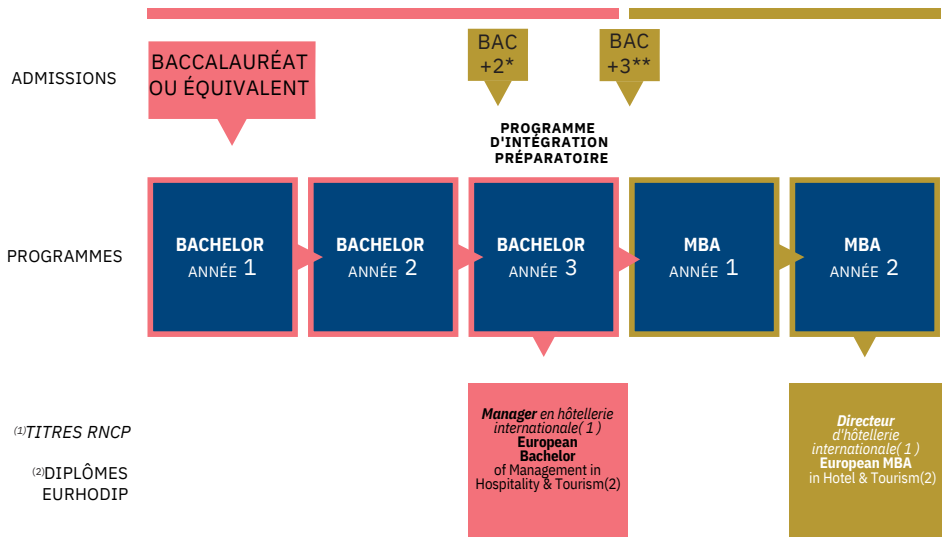 ADMISSIONS
BACCALAURÉAT
OU ÉQUIVALENT
BAC
+2*
BAC
+3**
PROGRAMME
D'INTÉGRATION
PRÉPARATOIRE
PROGRAMMES
BACHELOR
ANNÉE 1
BACHELOR
ANNÉE 2
BACHELOR
ANNÉE 3
MBA
ANNÉE 1
MBA
ANNÉE 2
(1)TITRES RNCP
(2)DIPLÔMES
EURHODIP
Manager en hôtellerie
internationale( 1 )
European
Bachelor
of Management in
Hospitality & Tourism(2)
Directeur
d'hôtellerie
internationale( 1 )
European MBA
in Hotel & Tourism(2)